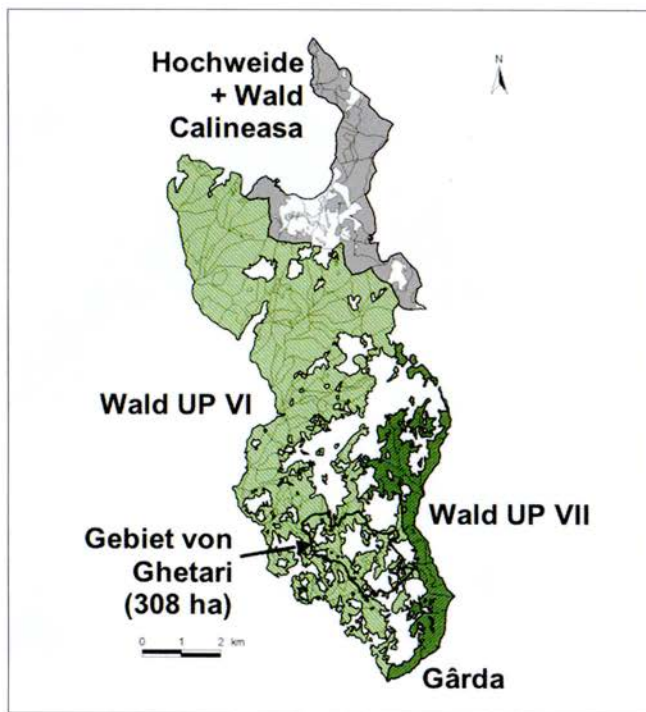 Hochweide
+ Wald
Calineasa
N
Wald UP VI
Wald UP VII
Gebiet von
Ghetari
(308 ha)
0 1 2 km
Gârda